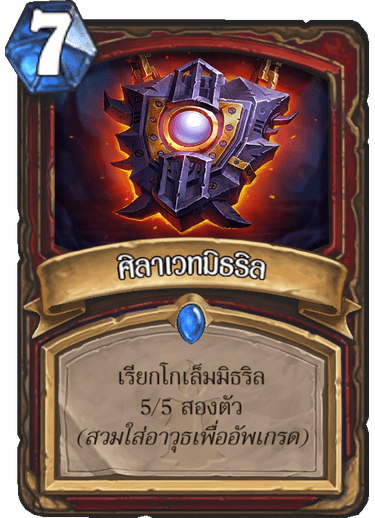 7
ศิลาเวทมิธริล
เรียกโกเล็มมิธริล
5/5 สองตัว
(สวมใส่อาวุธเพื่ออัพเกรด)